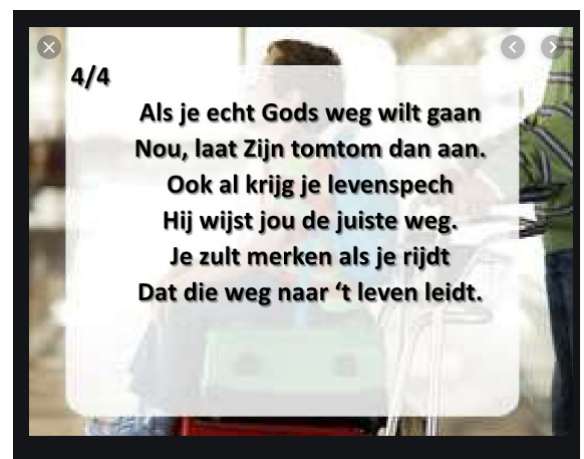 4/4
Als je echt Gods weg wilt gaan
Nou, laat Zijn tomtom dan aan.
Ook al krijg je levenspech
Hij wijst jou de juiste weg.
Je zult merken als je rijdt
Dat die weg naar ‘t leven leidt.